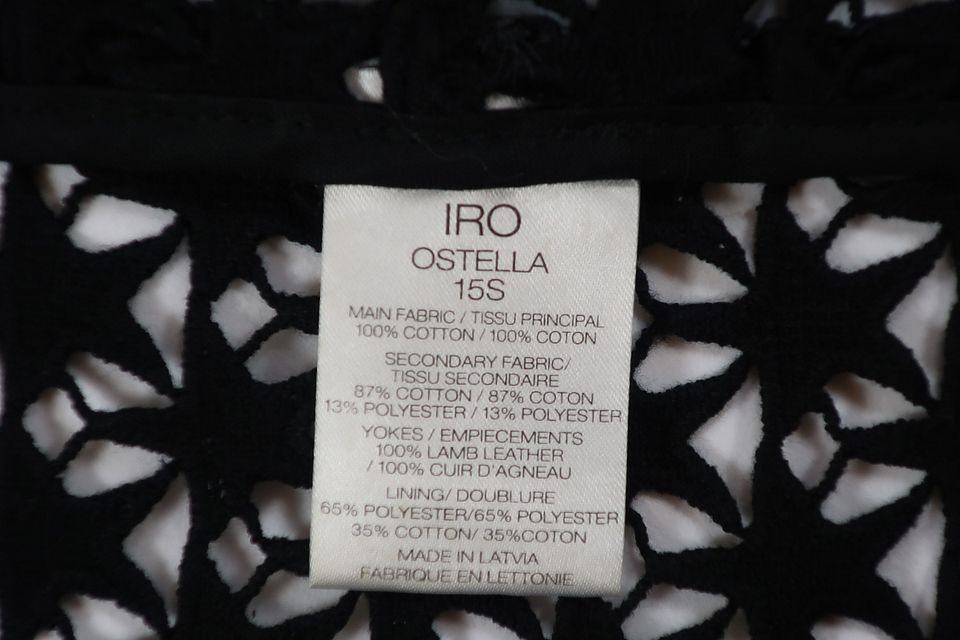 IRO
OSTELLA
15S
MAIN FABRIC / TISSU PRINCIPAL
100% COTTON / 100% COTON
SECONDARY FABRIC/
TISSU SECONDAIRE
87% COTTON / 87% COTON
13% POLYESTER / 13% POLYESTER
YOKES / EMPIECEMENTS
100% LAMB LEATHER
/ 100% CUIR D'AGNEAU
LINING/ DOUBLURE
65% POLYESTER/65% POLYESTER
35% COTTON/ 35%COTON
MADE IN LATVIA
FABRIQUE EN LETTONIE